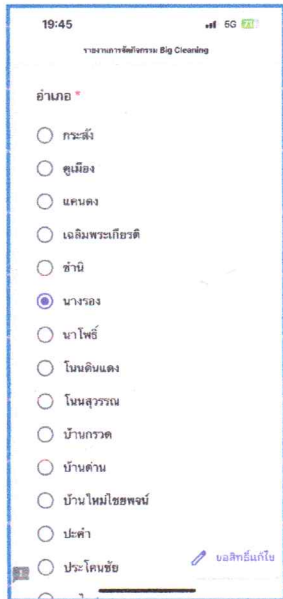 19:45
5G
รายงานการจัดกิจกรรม Big Cleaning
อำเภอ *
กระสัง
คูเมือง
แคนดง
เฉลิมพระเกียรติ
ชำนิ
นางรอง
นาโพธิ์
โนนดินแดง
โนนสุวรรณ
บ้านกรวด
บ้านด่าน
บ้านใหม่ไชยพจน์
ปะคำ
ประโคนชัย
ขอสิทธิ์แก้ไข